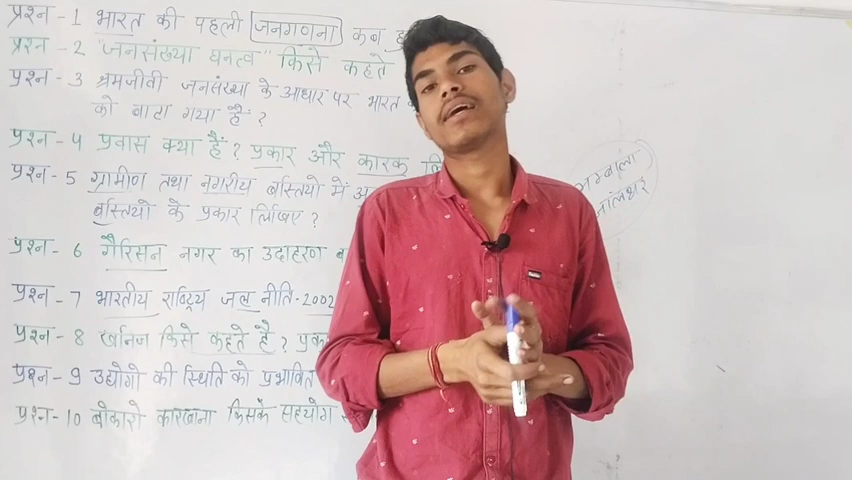 प्रश्न - 1 भारत की पहली जनगणना कब
प्रश्न - 2 "जनसंख्या घनत्व" किसे कहते
प्रश्न - 3 श्रमजीवी जनसंख्या के आधार पर भारत
को बाटा गया है ?
प्रश्न - 4 प्रवास क्या है ? प्रकार और कारक
प्रश्न - 5 ग्रामीण तथा नगरीय बस्तियो में
बस्तियो के प्रकार लिखिए ?
प्रश्न - 6 गैरिसन नगर का उदाहरण
प्रश्न - 7 भारतीय राष्ट्रिय जल नीति - 2002
प्रश्न - 8 खनिज किसे कहते है ?
प्रश्न - 9 उद्योगो की स्थिति को प्रभावित
प्रश्न - 10 बोकारो कारखाना किसके सहयोग
म्बाला
जालंधर